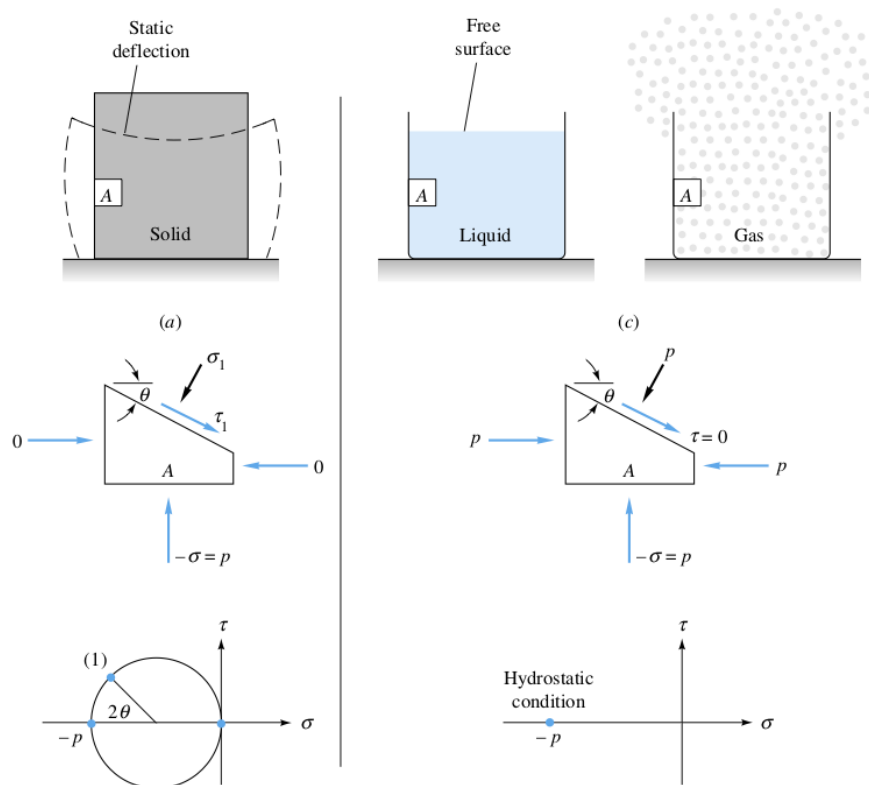 Static
deflection
Free
surface
A
Solid
A
Liquid
A
Gas
(a)
(c)
θ
σ₁
τ₁
0
0
A
–σ = p
θ
p
τ = 0
p
p
A
–σ = p
τ
(1)
2θ
σ
–p
τ
Hydrostatic
condition
σ
–p